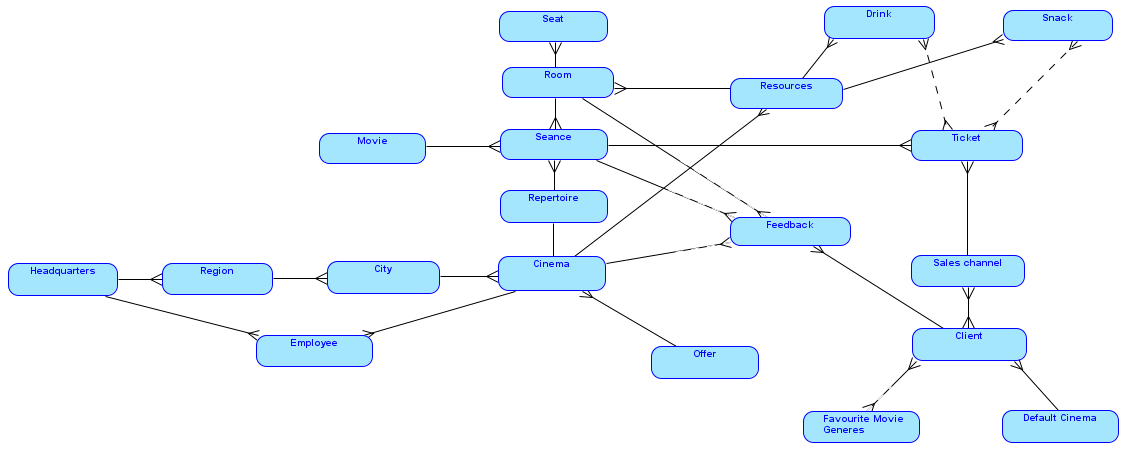 Drink
Seat
Snack
Room
Resources
Movie
Seance
Ticket
Repertoire
Feedback
Headquarters
Region
City
Cinema
Sales channel
Employee
Offer
Client
Favourite Movie
Generes
Default Cinema